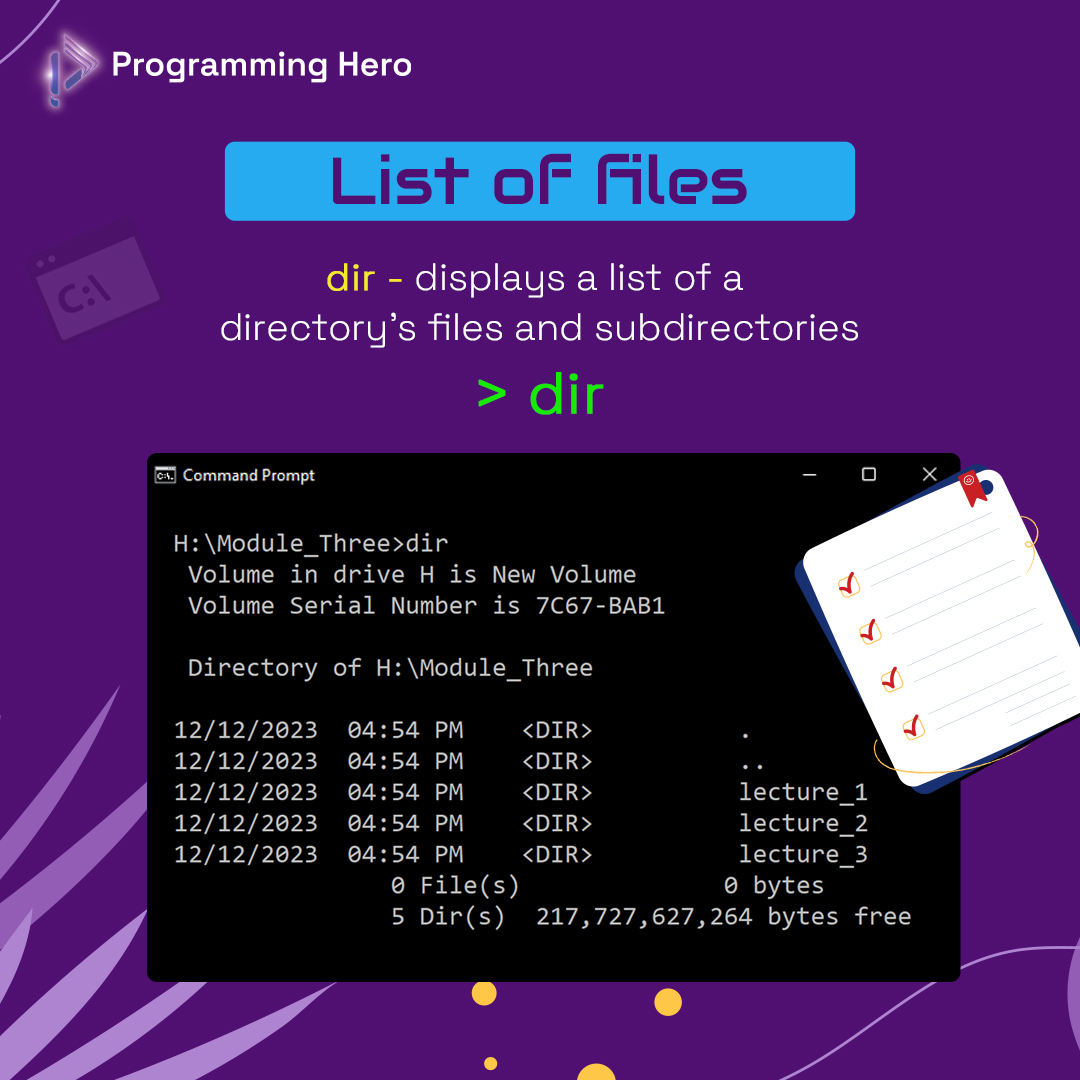 Programming Hero
List of files
C:\
dir - displays a list of a
directory's files and subdirectories
> dir
C:\. Command Prompt
H:\Module_Three>dir
Volume in drive H is New Volume
Volume Serial Number is 7C67-BAB1
Directory of H:\Module_Three
12/12/2023 04:54 PM <DIR> .
12/12/2023 04:54 PM <DIR> ..
12/12/2023 04:54 PM <DIR> lecture_1
12/12/2023 04:54 PM <DIR> lecture_2
12/12/2023 04:54 PM <DIR> lecture_3
0 File(s) 0 bytes
5 Dir(s) 217,727,627,264 bytes free